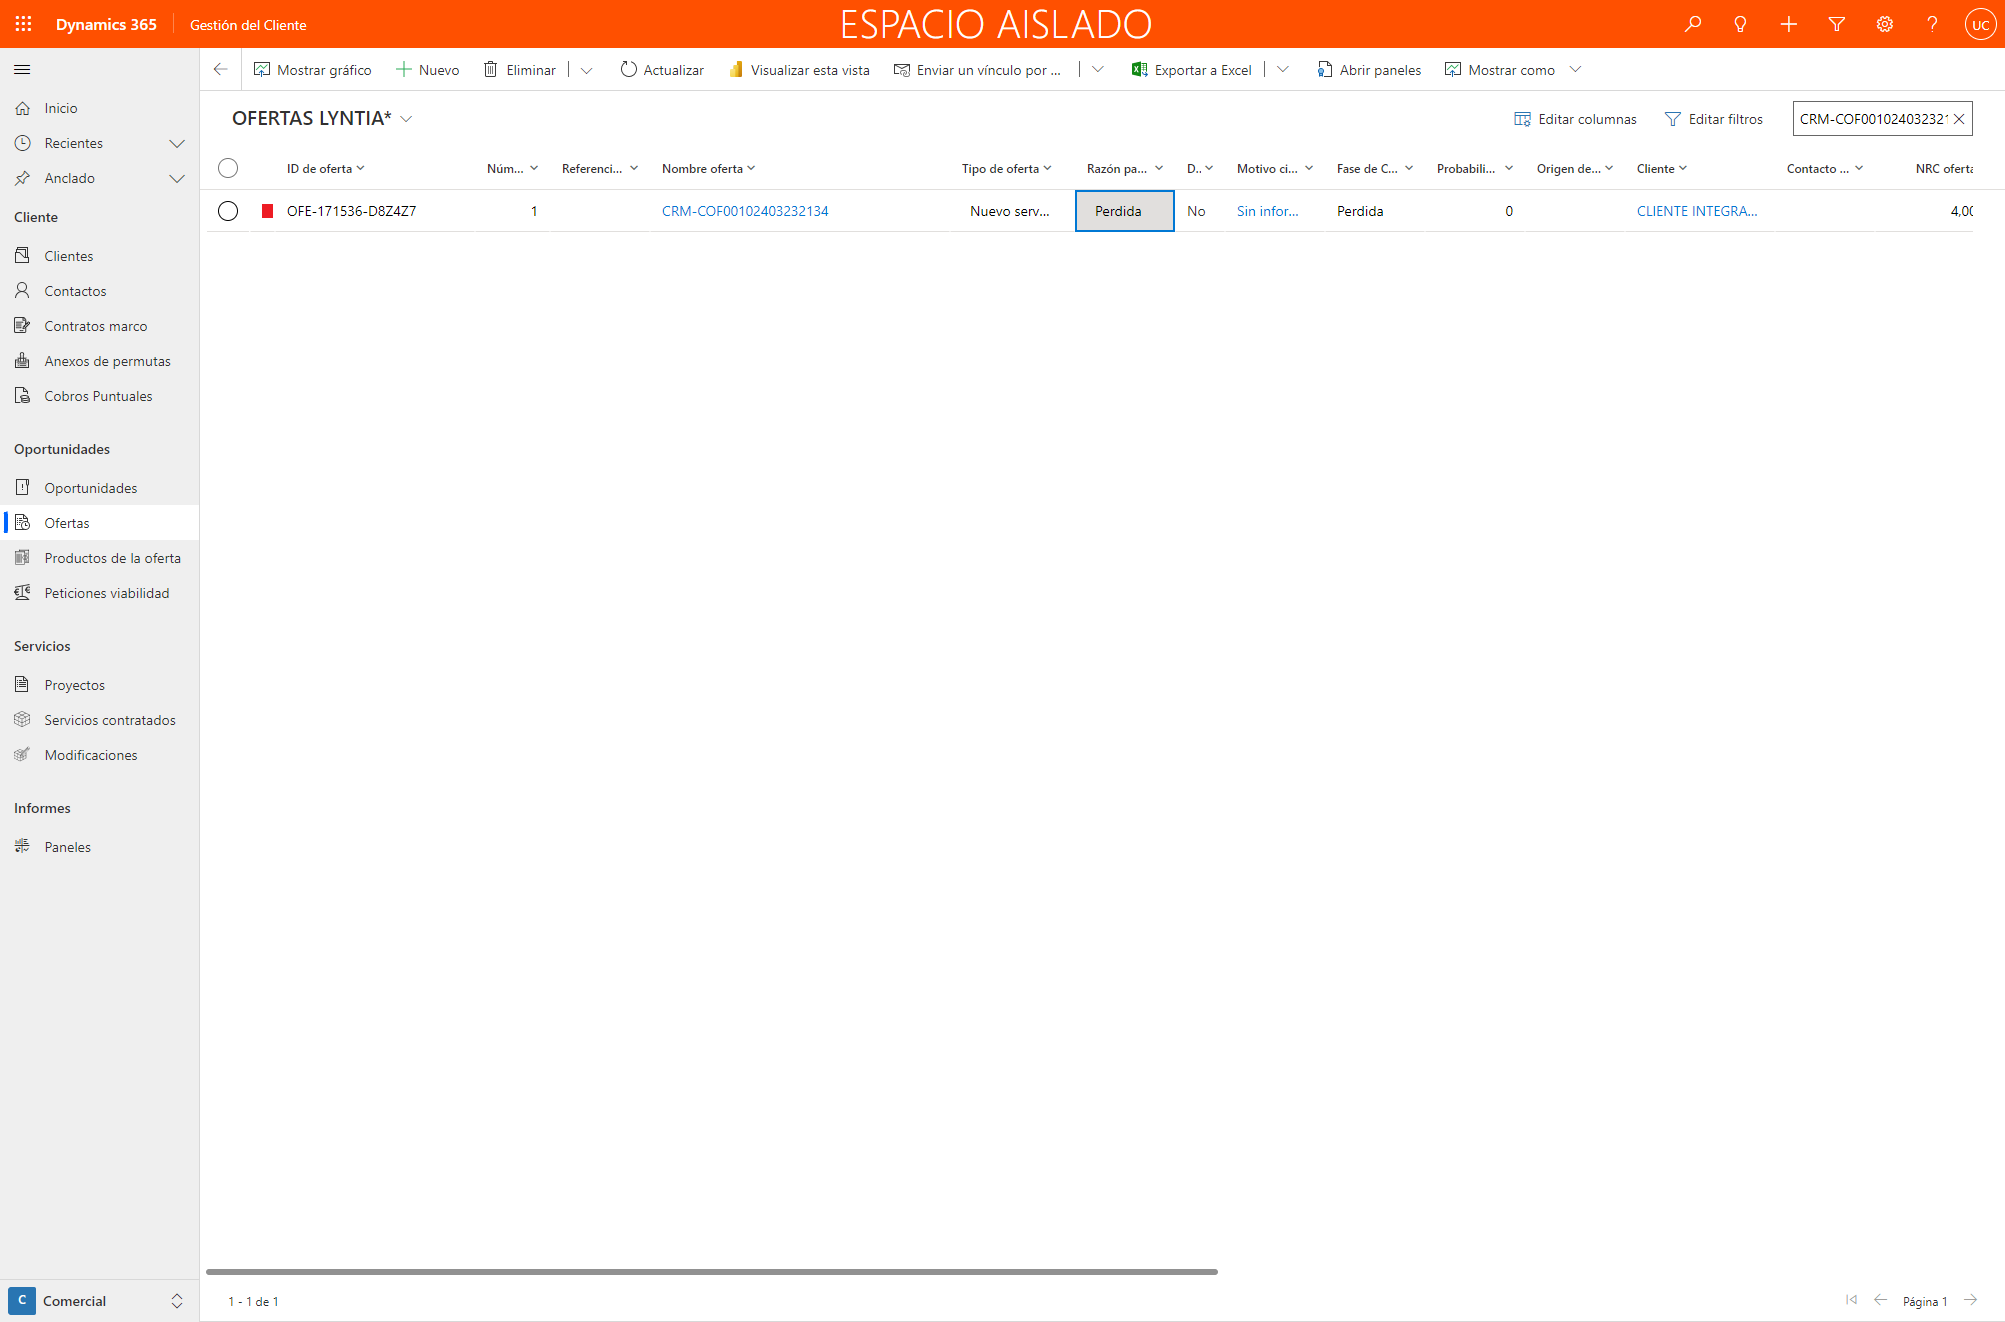 Dynamics 365
Gestión del Cliente
ESPACIO AISLADO
UC
Mostrar gráfico
Nuevo
Eliminar
Actualizar
Visualizar esta vista
Enviar un vínculo por ...
Exportar a Excel
Abrir paneles
Mostrar como
Inicio
Recientes
Anclado
Cliente
Clientes
Contactos
Contratos marco
Anexos de permutas
Cobros Puntuales
Oportunidades
Oportunidades
Ofertas
Productos de la oferta
Peticiones viabilidad
Servicios
Proyectos
Servicios contratados
Modificaciones
Informes
Paneles
C Comercial
OFERTAS LYNTIA*
Editar columnas
Editar filtros
CRM-COF001024032321
ID de oferta Núm... Referenci... Nombre oferta Tipo de oferta Razón pa... D.. Motivo ci... Fase de C... Probabili... Origen de... Cliente Contacto ... NRC oferta
OFE-171536-D8Z4Z7 1 CRM-COF00102403232134 Nuevo serv... Perdida No Sin infor... Perdida 0 CLIENTE INTEGRA... 4,00
1 - 1 de 1
Página 1